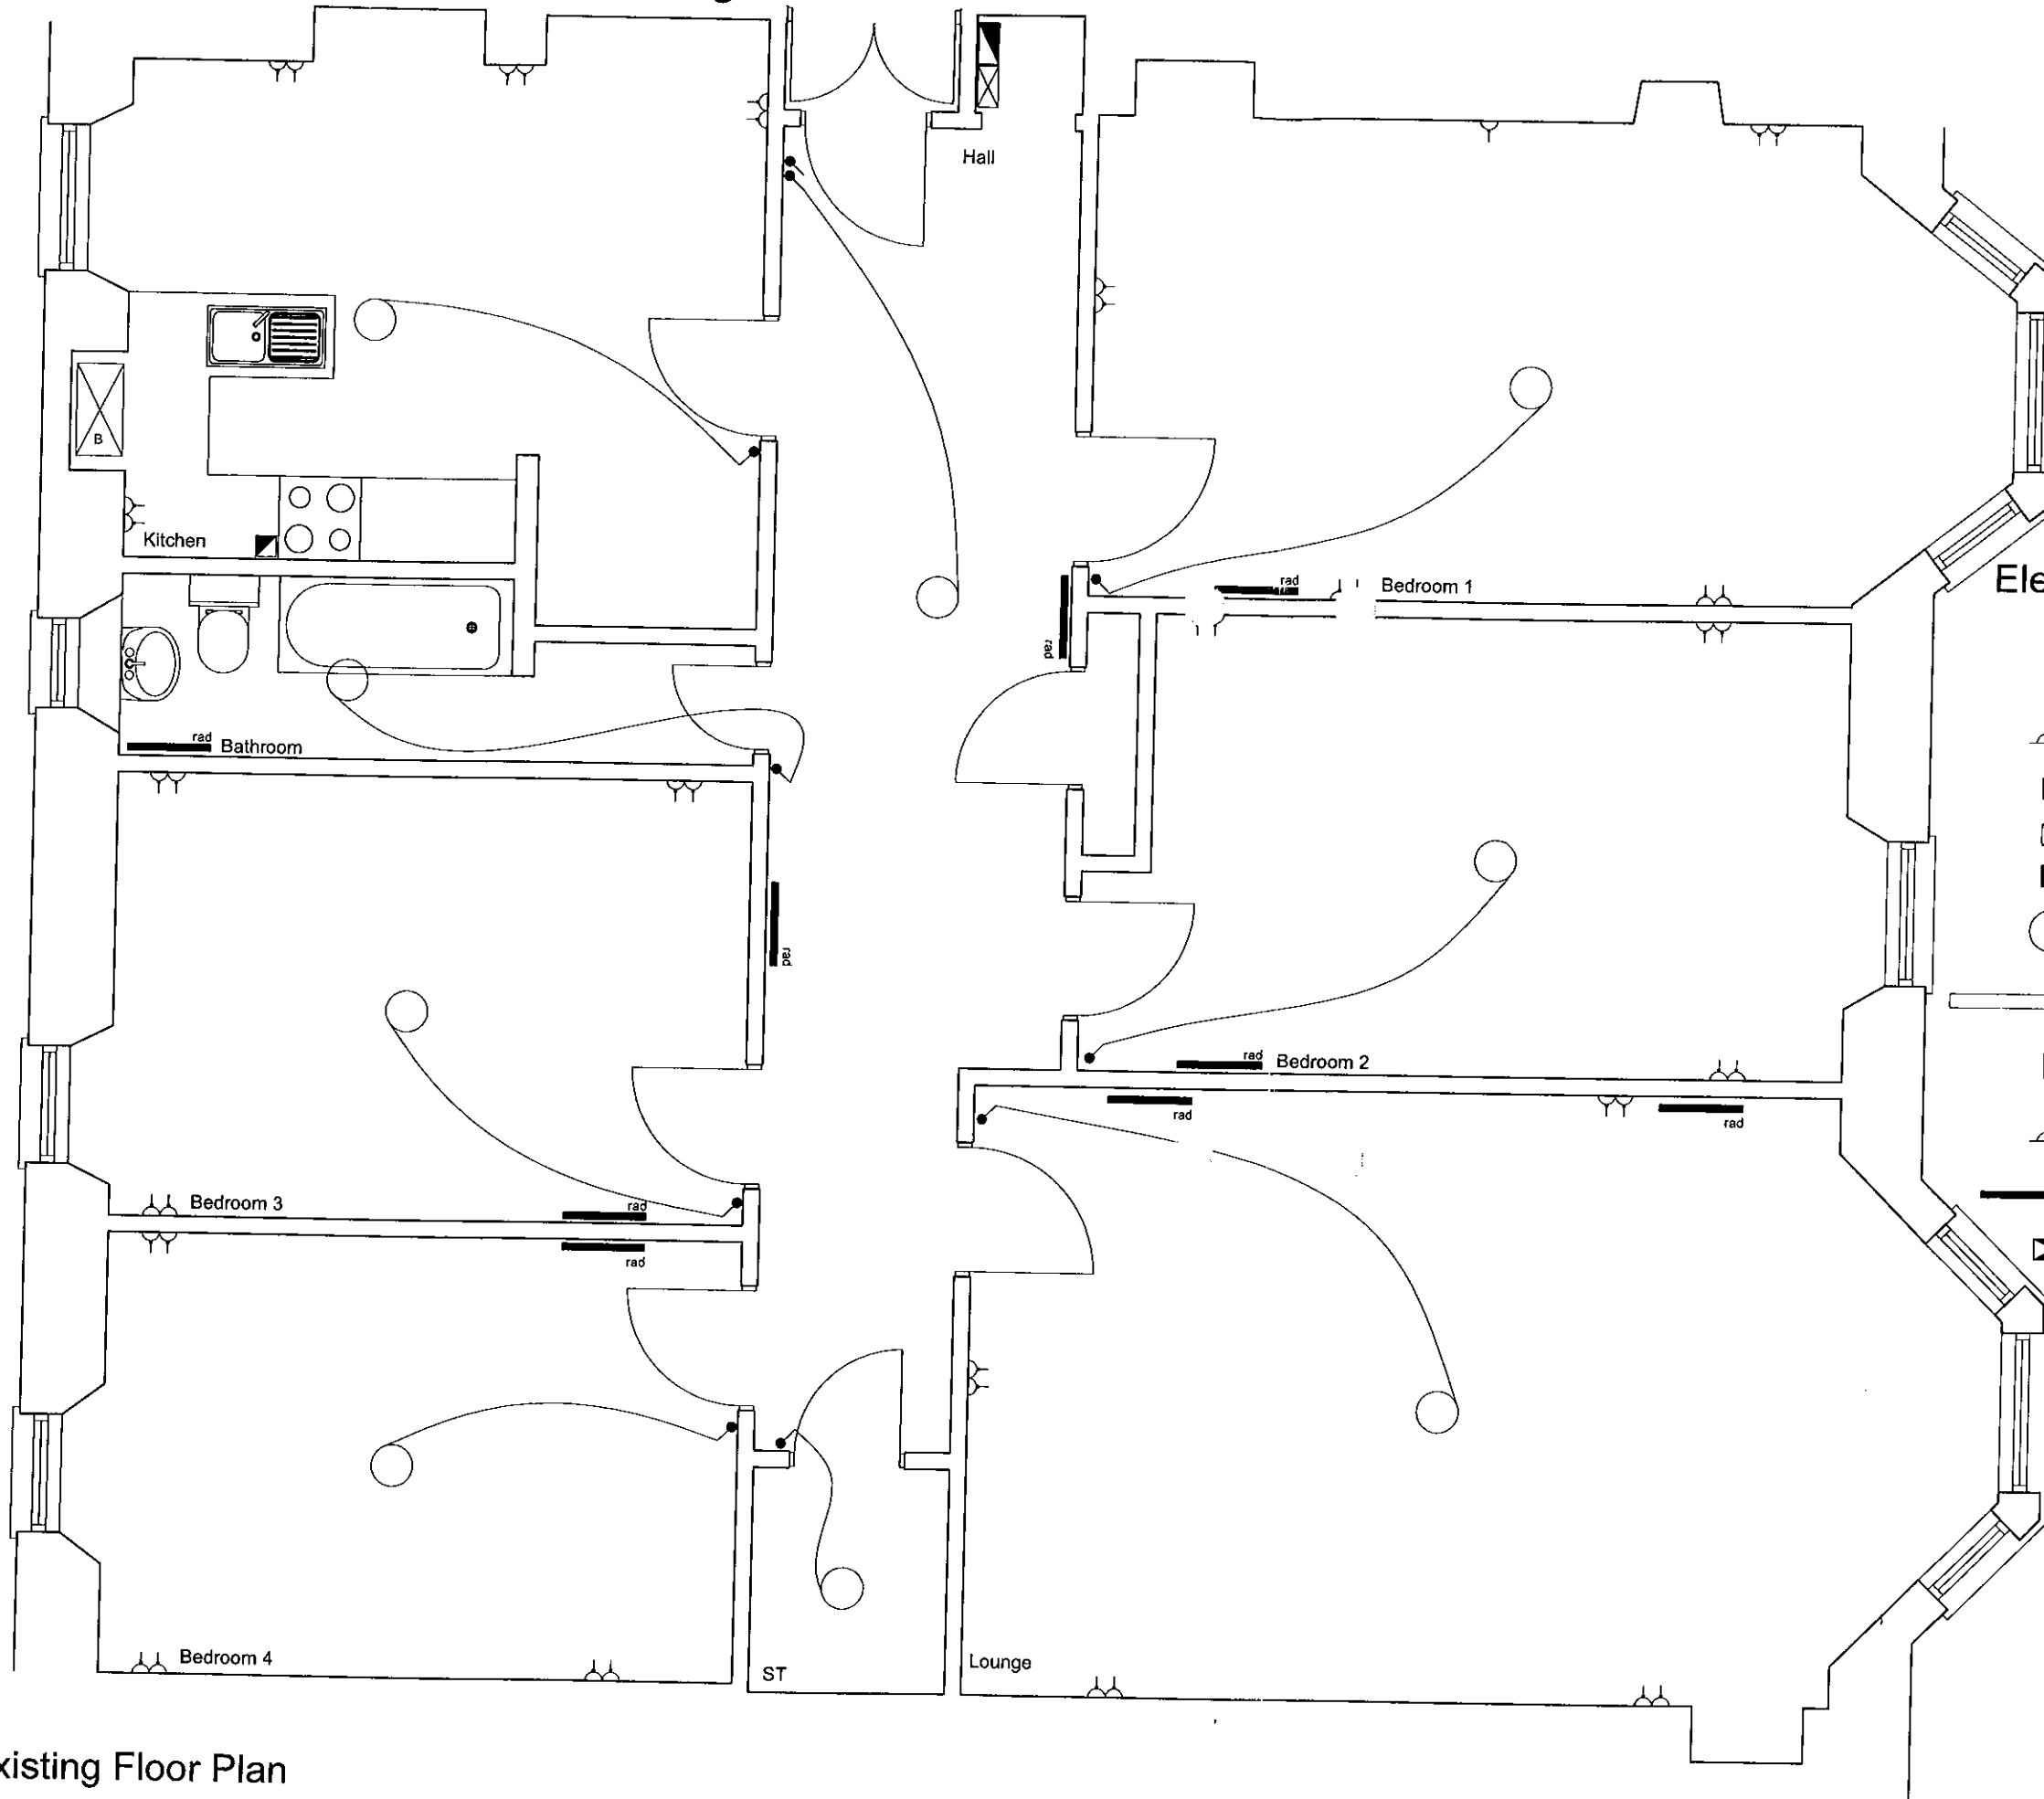 Hall
B
Kitchen
rad
Bedroom 1
Ele
rad
rad
Bathroom
rad
rad
Bedroom 2
rad
rad
Bedroom 3
rad
rad
Bedroom 4
ST
Lounge
xisting Floor Plan